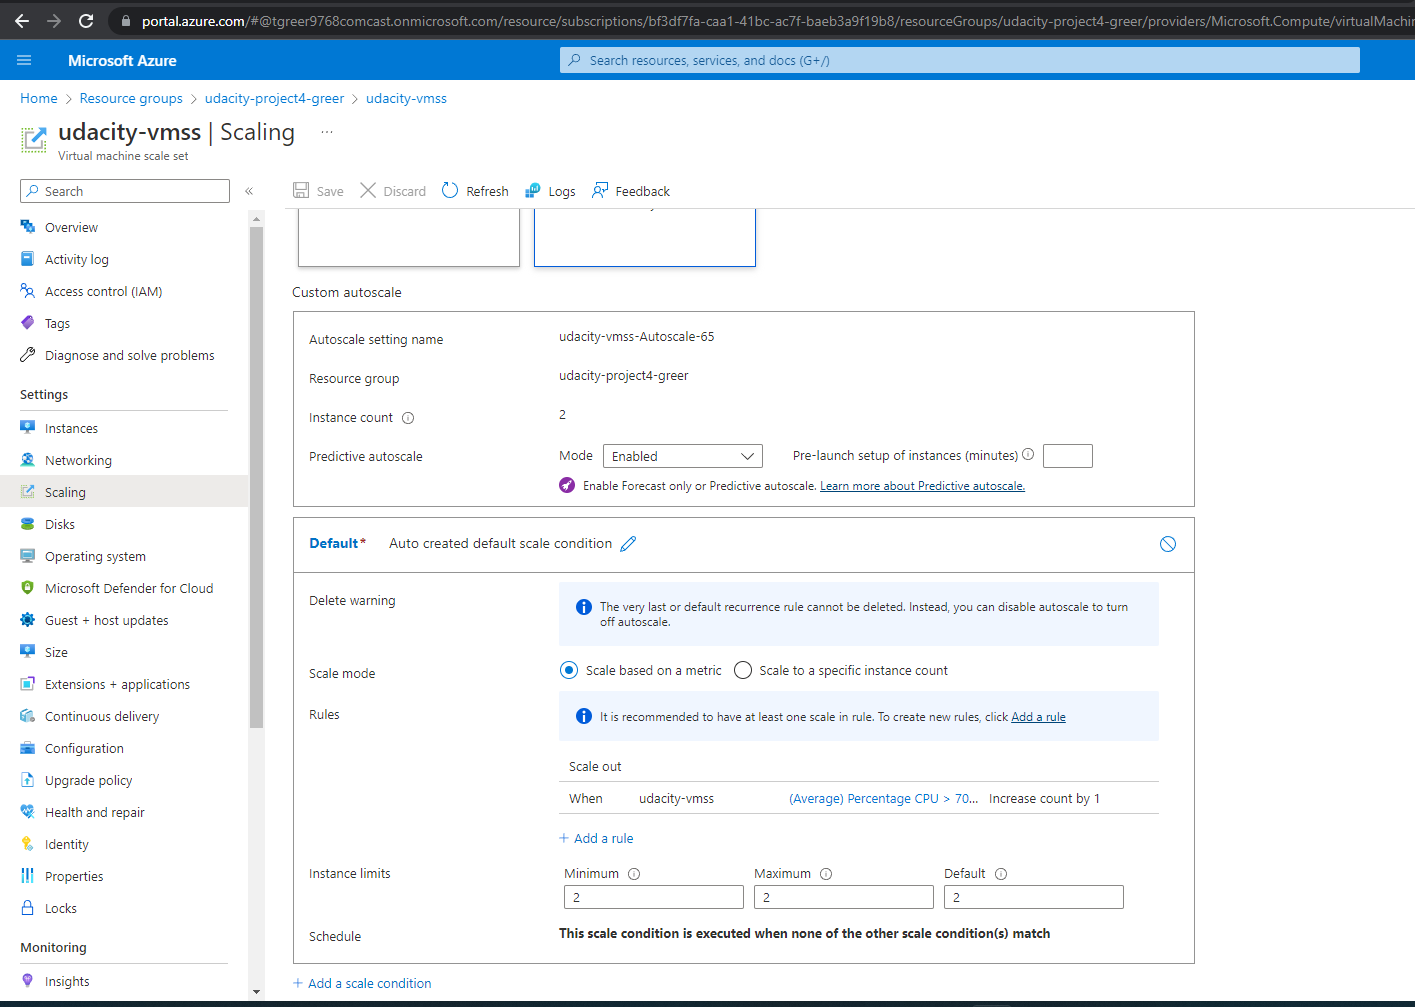 portal.azure.com/#@tgreer9768comcast.onmicrosoft.com/resource/subscriptions/bf3df7fa-caa1-41bc-ac7f-baeb3a9f19b8/resourceGroups/udacity-project4-greer/providers/Microsoft.Compute/virtualMachin
Microsoft Azure
Search resources, services, and docs (G+/)
Home > Resource groups > udacity-project4-greer > udacity-vmss
udacity-vmss | Scaling ...
Virtual machine scale set
Search
«
Save
Discard
Refresh
Logs
Feedback
Overview
Activity log
Access control (IAM)
Tags
Diagnose and solve problems
Settings
Instances
Networking
Scaling
Disks
Operating system
Microsoft Defender for Cloud
Guest + host updates
Size
Extensions + applications
Continuous delivery
Configuration
Upgrade policy
Health and repair
Identity
Properties
Locks
Monitoring
Insights
Custom autoscale
Autoscale setting name
udacity-vmss-Autoscale-65
Resource group
udacity-project4-greer
Instance count
2
Predictive autoscale
Mode
Enabled
Pre-launch setup of instances (minutes)
Enable Forecast only or Predictive autoscale. Learn more about Predictive autoscale.
Default*
Auto created default scale condition
Delete warning
The very last or default recurrence rule cannot be deleted. Instead, you can disable autoscale to turn
off autoscale.
Scale mode
Scale based on a metric
Scale to a specific instance count
Rules
It is recommended to have at least one scale in rule. To create new rules, click Add a rule
Scale out
When
udacity-vmss
(Average) Percentage CPU > 70...
Increase count by 1
+ Add a rule
Instance limits
Minimum
Maximum
Default
2
2
2
Schedule
This scale condition is executed when none of the other scale condition(s) match
+ Add a scale condition